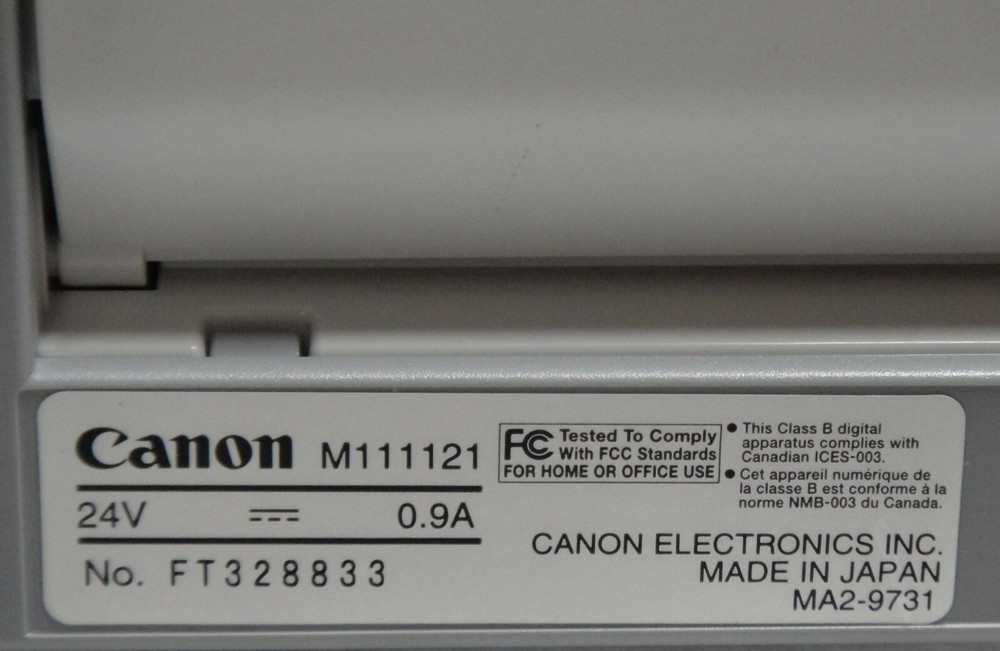 Canon M111121
24V ⎓ 0.9A
No. FT328833
FC Tested To Comply
With FCC Standards
FOR HOME OR OFFICE USE
• This Class B digital
apparatus complies with
Canadian ICES-003.
• Cet appareil numérique de
la classe B est conforme à la
norme NMB-003 du Canada.
CANON ELECTRONICS INC.
MADE IN JAPAN
MA2-9731